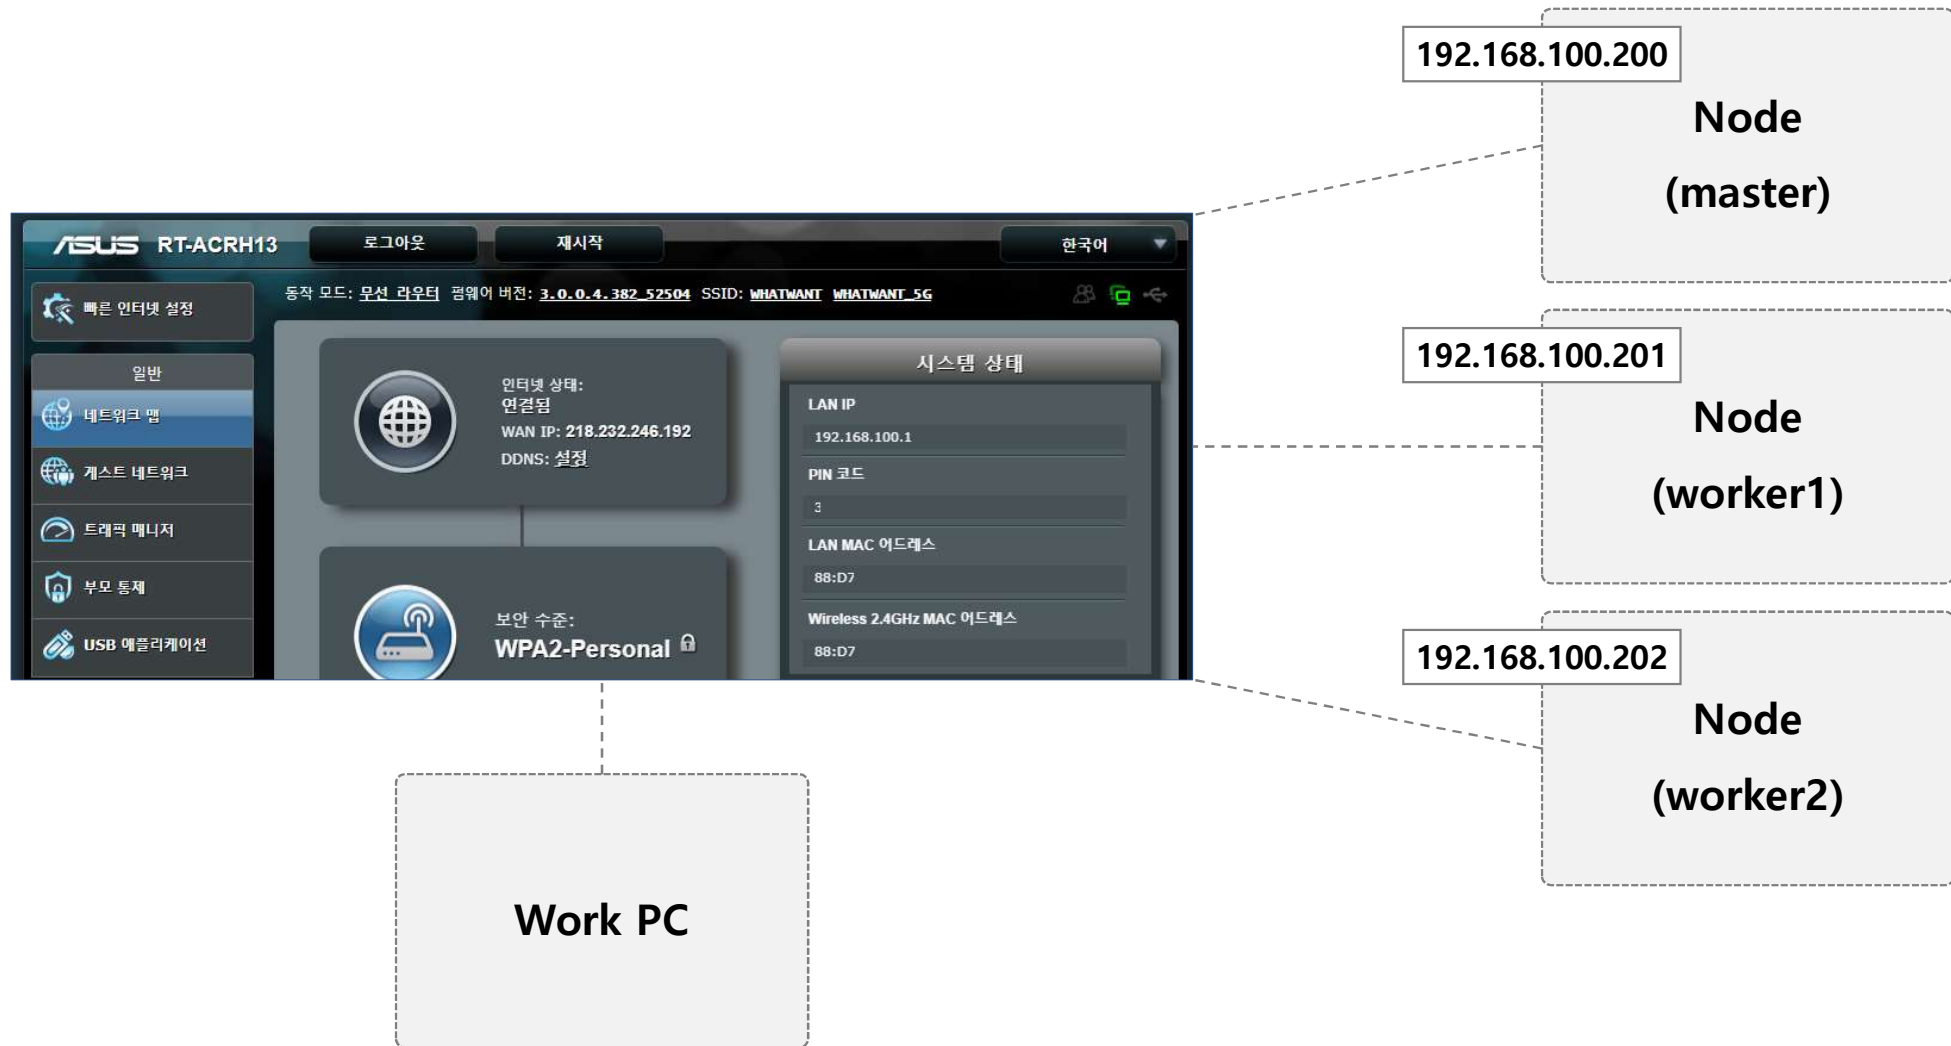 192.168.100.200
Node
(master)
ASUS RT-ACRH13 로그아웃 재시작 한국어
동작 모드: 무선 라우터 펌웨어 버전: 3.0.0.4.382_52504 SSID: WHATWANT WHATWANT_5G
빠른 인터넷 설정
일반
네트워크 맵
게스트 네트워크
트래픽 매니저
부모 통제
USB 애플리케이션
인터넷 상태:
연결됨
WAN IP: 218.232.246.192
DDNS: 설정
보안 수준:
WPA2-Personal
시스템 상태
LAN IP
192.168.100.1
PIN 코드
3
LAN MAC 어드레스
88:D7
Wireless 2.4GHz MAC 어드레스
88:D7
192.168.100.201
Node
(worker1)
192.168.100.202
Node
(worker2)
Work PC